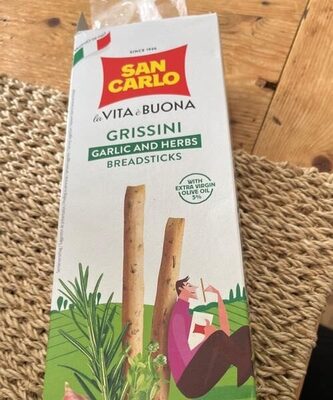 SINCE 1936
SAN
CARLO
la VITA è BUONA
GRISSINI
GARLIC AND HERBS
BREADSTICKS
WITH
EXTRA VIRGIN
OLIVE OIL
5%